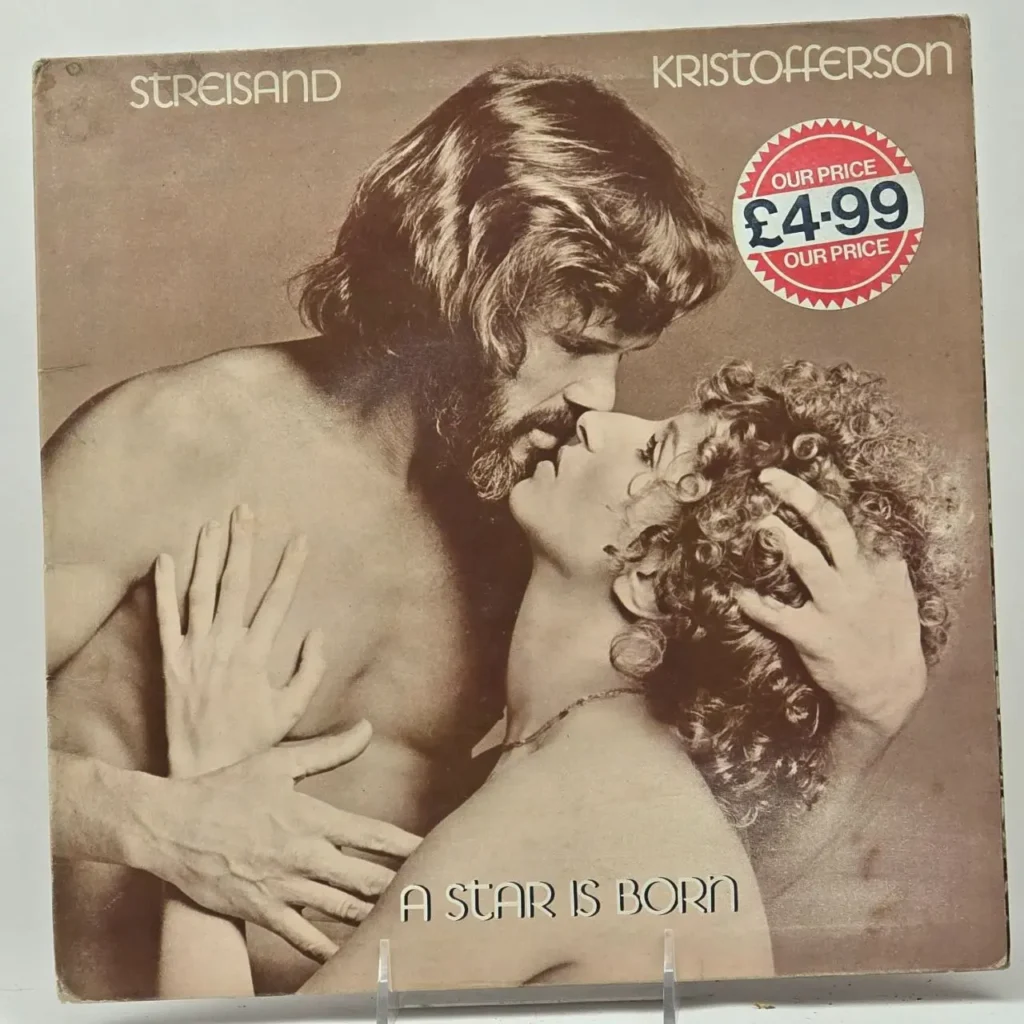 STREISAND
KRISTOFFERSON
OUR PRICE
£4·99
OUR PRICE
A STAR IS BORN